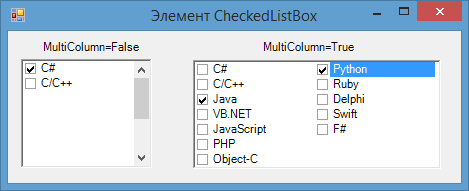 Элемент CheckedListBox
MultiColumn=False
MultiColumn=True
C#
C/C++
C#
C/C++
Java
VB.NET
JavaScript
PHP
Object-C
Python
Ruby
Delphi
Swift
F#